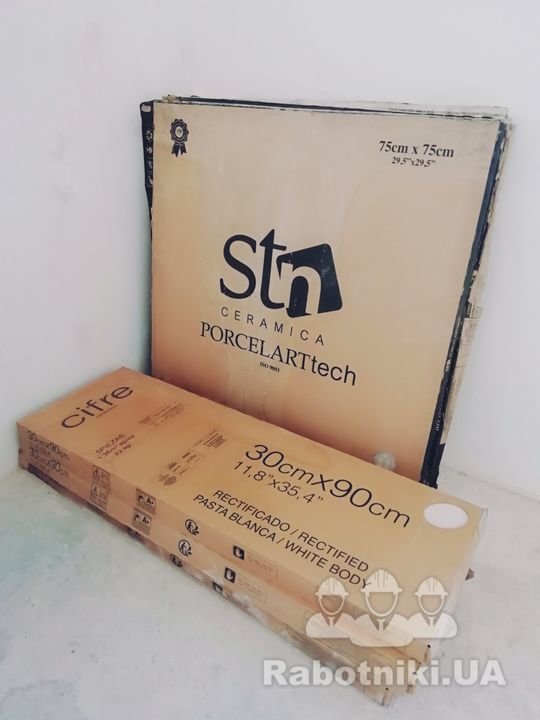 75cm x 75cm
29,5"x29,5"
Stn
CERAMICA
PORCELARTtech
ISO 9001
cifre
5PIEZAS
30cmx90cm
30cmx90cm
30cmx90cm
11,8"x35,4"
RECTIFICADO / RECTIFIED
PASTA BLANCA / WHITE BODY
A+
A+
Rabotniki.UA